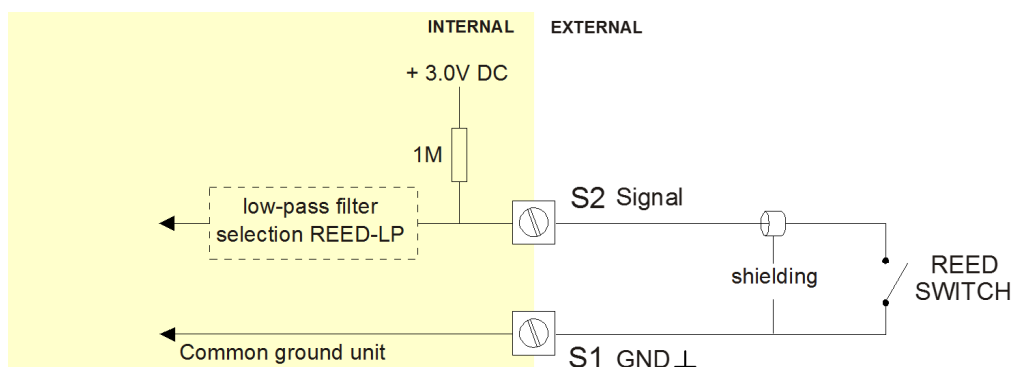 INTERNAL EXTERNAL
+ 3.0V DC
1M
low-pass filter
selection REED-LP
S2 Signal
shielding
REED
SWITCH
Common ground unit
S1 GND⊥